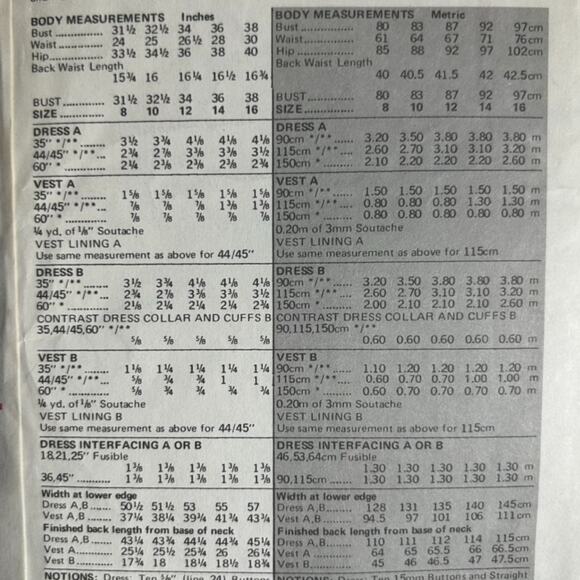 BODY MEASUREMENTS Inches
Bust 31½ 32½ 34 36 38
Waist 24 25 26½ 28 30
Hip 33½ 34½ 36 38 40
Back Waist Length
15¾ 16 16¼ 16½ 16¾
BUST 31½ 32½ 34 36 38
SIZE 8 10 12 14 16
DRESS A
35" */** 3½ 3¾ 4⅛ 4⅛ 4⅛
44/45" */** 2¾ 2⅞ 3⅜ 3⅜ 3½
60" * 2¼ 2⅜ 2⅜ 2⅜ 2¾
VEST A
35" */** 1⅝ 1⅝ 1⅝ 1⅝ 1⅝
44/45" */** ⅞ ⅞ ⅞ 1⅜ 1⅜
60" * ⅞ ⅞ ⅞ ⅞ ⅞
¼ yd. of ⅛" Soutache
VEST LINING A
Use same measurement as above for 44/45"
DRESS B
35" */** 3½ 3¾ 4⅛ 4⅛ 4⅛
44/45" */** 2¾ 2⅞ 3⅜ 3⅜ 3½
60" * 2⅛ 2¼ 2¼ 2¼ 2¾
CONTRAST DRESS COLLAR AND CUFFS B
35,44/45,60" */**
⅝ ⅝ ⅝ ⅝ ⅝
VEST B
35" */** 1⅛ 1¼ 1¼ 1¼ 1¼
44/45" */** ⅝ ¾ ¾ 1 1
60" * ⅝ ¾ ¾ ¾ ¾
¼ yd. of ⅛" Soutache
VEST LINING B
Use same measurement as above for 44/45"
DRESS INTERFACING A OR B
18,21,25" Fusible
1⅜ 1⅜ 1⅜ 1⅜ 1⅜
36,45"
Width at lower edge
Dress A,B 50½ 51½ 53 55 57
Vest A,B 37¼ 38¼ 39¾ 41¾ 43¾
Finished back length from base of neck
Dress A,B 43¼ 43¾ 44¼ 44¾ 45¼
Vest A 25¼ 25½ 25¾ 26 26¼
Vest B 17¾ 18 18¼ 18½ 18¾
BODY MEASUREMENTS Metric
Bust 80 83 87 92 97cm
Waist 61 64 67 71 76cm
Hip 85 88 92 97 102cm
Back Waist Length
40 40.5 41.5 42 42.5cm
BUST 80 83 87 92 97cm
SIZE 8 10 12 14 16
DRESS A
90cm */** 3.20 3.50 3.80 3.80 3.80 m
115cm */** 2.60 2.70 3.10 3.10 3.20 m
150cm * 2.10 2.20 2.20 2.20 2.60 m
VEST A
90cm */** 1.50 1.50 1.50 1.50 1.50 m
115cm */** 0.80 0.80 0.80 1.30 1.30 m
150cm * 0.80 0.80 0.80 0.80 0.80 m
0.20m of 3mm Soutache
VEST LINING A
Use same measurement as above for 115cm
DRESS B
90cm */** 3.20 3.50 3.80 3.80 3.80 m
115cm */** 2.60 2.70 3.10 3.10 3.20 m
150cm * 2.00 2.10 2.10 2.10 2.60 m
CONTRAST DRESS COLLAR AND CUFFS B
90,115,150cm */**
0.60 0.60 0.60 0.60 0.60 m
VEST B
90cm */** 1.10 1.20 1.20 1.20 1.20 m
115cm */** 0.60 0.70 0.70 1.00 1.00 m
150cm * 0.60 0.70 0.70 0.70 0.70 m
0.20m of 3mm Soutache
VEST LINING B
Use same measurement as above for 115cm
DRESS INTERFACING A OR B
46,53,64cm Fusible
1.30 1.30 1.30 1.30 1.30 m
90,115cm 1.30 1.30 1.30 1.30 1.30 m
Width at lower edge
Dress A,B 128 131 135 140 145cm
Vest A,B 94.5 97 101 106 111cm
Finished back length from base of neck
Dress A,B 110 111 112 114 115cm
Vest A 64 65 65.5 66 66.5cm
Vest B 45 46 46.5 47 47.5cm